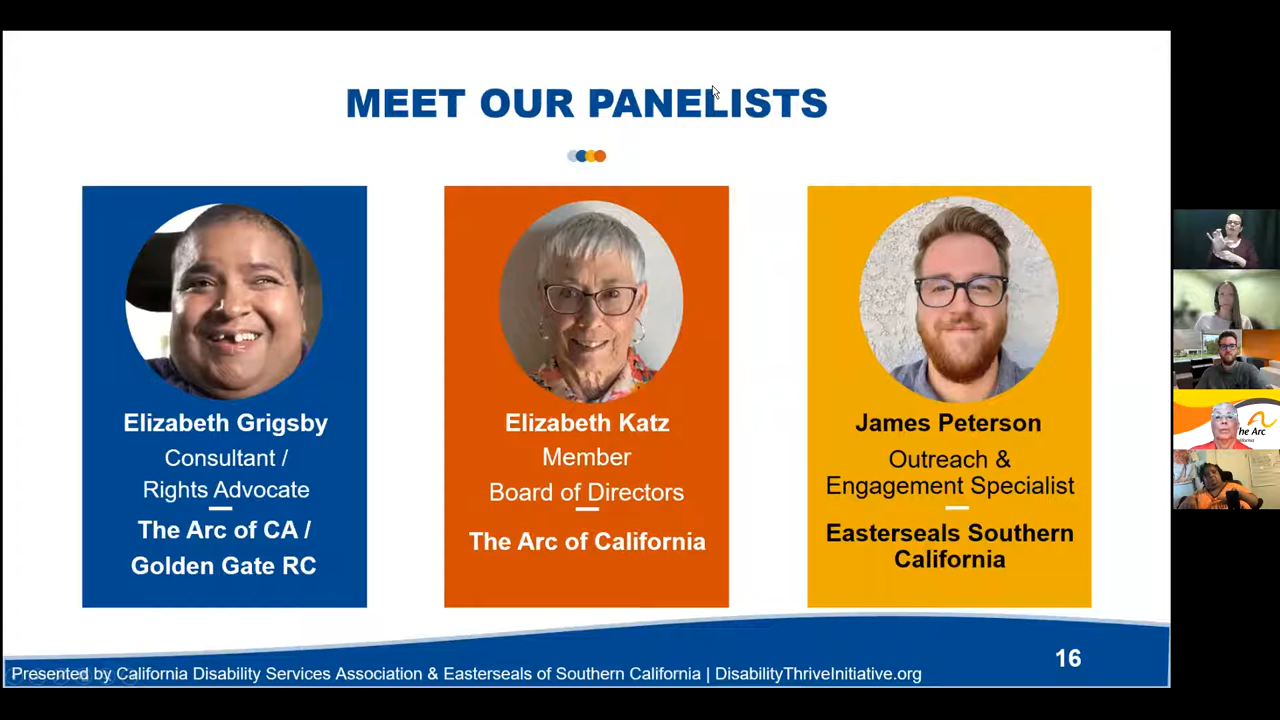 MEET OUR PANELISTS
Elizabeth Grigsby
Consultant /
Rights Advocate
The Arc of CA /
Golden Gate RC
Elizabeth Katz
Member
Board of Directors
The Arc of California
James Peterson
Outreach &
Engagement Specialist
Easterseals Southern
California
he Arc
16
Presented by California Disability Services Association & Easterseals of Southern California | DisabilityThriveInitiative.org